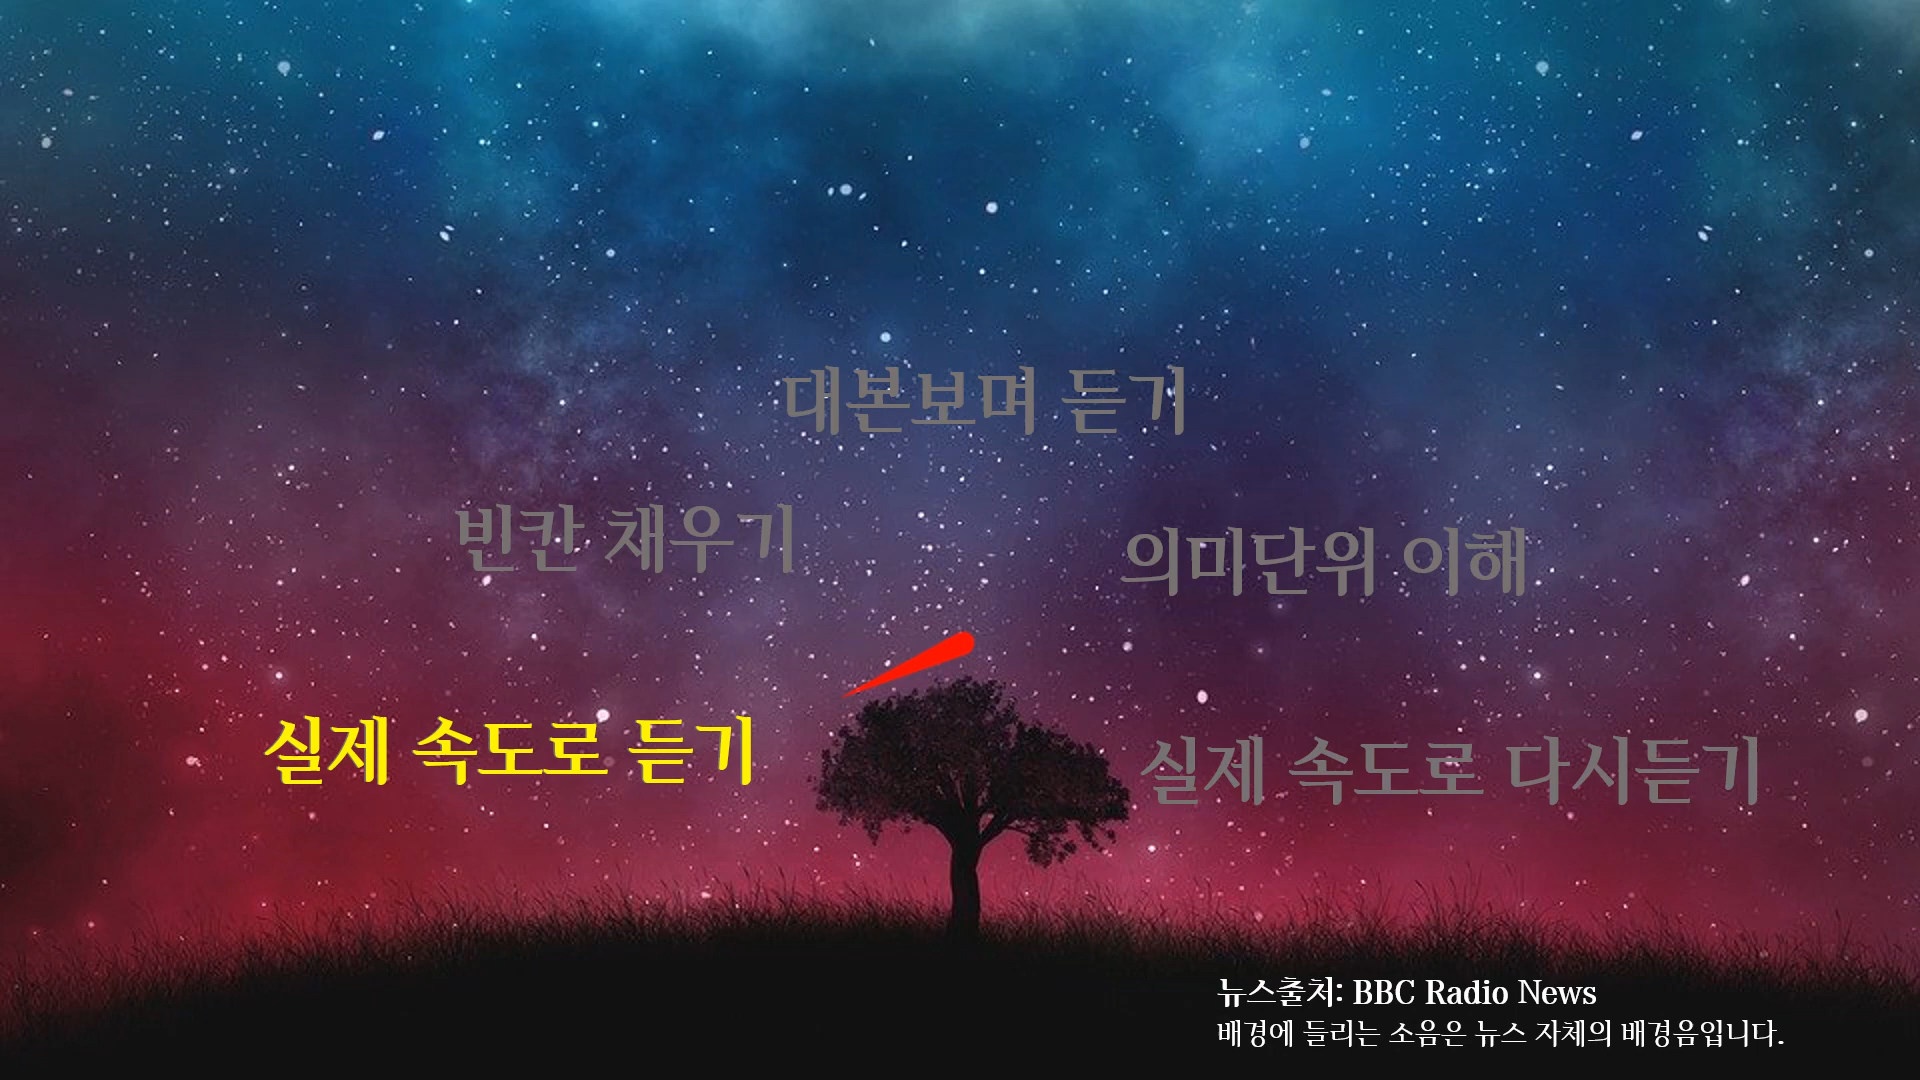 대본보며 듣기
빈칸 채우기
의미단위 이해
실제 속도로 듣기
실제 속도로 다시듣기
뉴스출처: BBC Radio News
배경에 들리는 소음은 뉴스 자체의 배경음입니다.